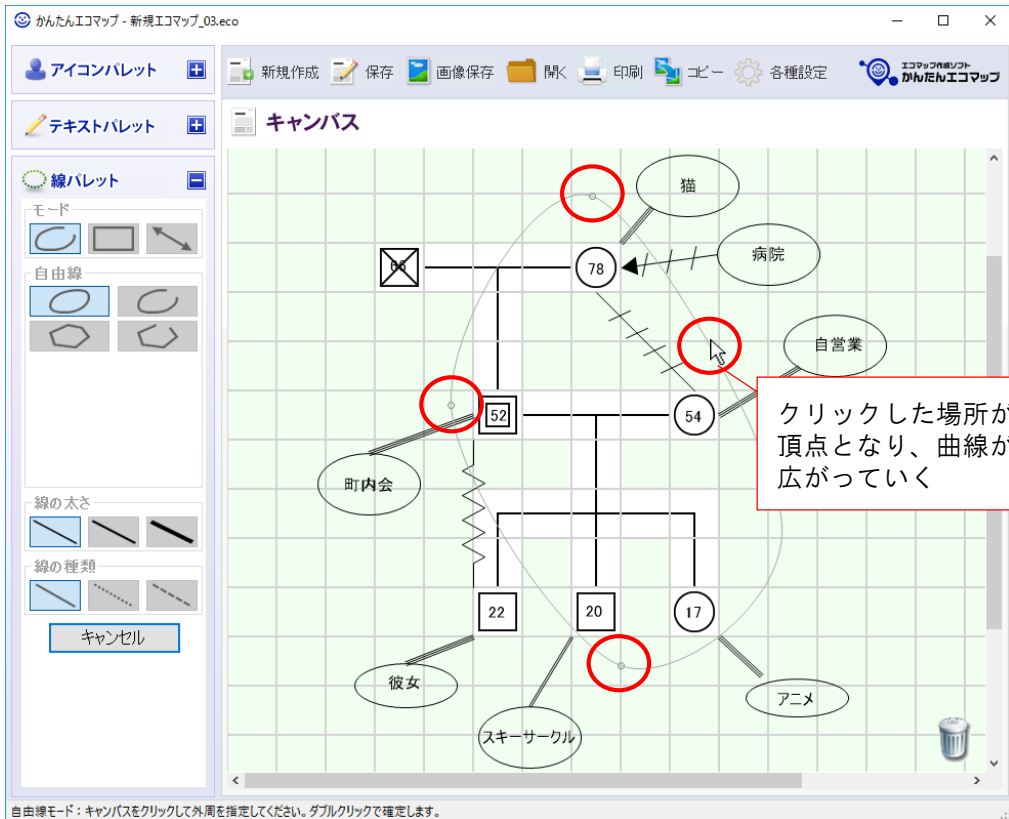 かんたんエコマップ - 新規エコマップ_03.eco
アイコンパレット
テキストパレット
線パレット
モード
自由線
線の太さ
線の種類
キャンセル
新規作成 保存 画像保存 開く 印刷 コピー 各種設定
エコマップ作成ソフト
かんたんエコマップ
キャンバス
猫
66
78
病院
自営業
52
54
クリックした場所が
頂点となり、曲線が
広がっていく
町内会
22
20
17
彼女
アニメ
スキーサークル
自由線モード：キャンバスをクリックして外周を指定してください。ダブルクリックで確定します。